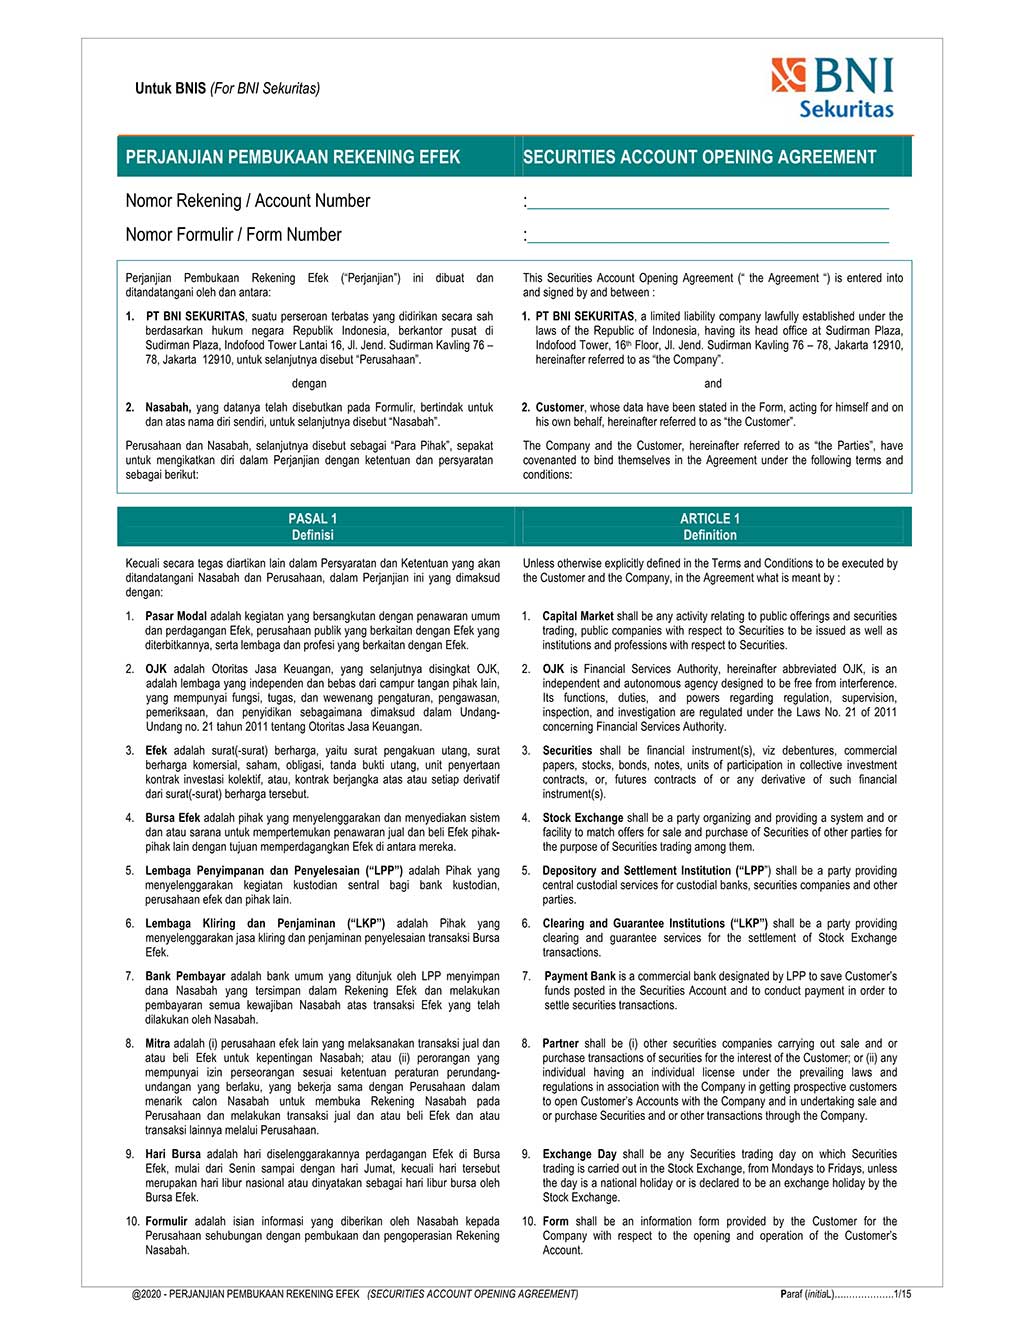 Untuk BNIS (For BNI Sekuritas)
BNI
Sekuritas
PERJANJIAN PEMBUKAAN REKENING EFEK
SECURITIES ACCOUNT OPENING AGREEMENT
Nomor Rekening / Account Number :
Nomor Formulir / Form Number :
Perjanjian Pembukaan Rekening Efek (“Perjanjian”) ini dibuat dan
ditandatangani oleh dan antara:
1. PT BNI SEKURITAS, suatu perseroan terbatas yang didirikan secara sah
berdasarkan hukum negara Republik Indonesia, berkantor pusat di
Sudirman Plaza, Indofood Tower Lantai 16, Jl. Jend. Sudirman Kavling 76 –
78, Jakarta 12910, untuk selanjutnya disebut “Perusahaan”.
dengan
2. Nasabah, yang datanya telah disebutkan pada Formulir, bertindak untuk
dan atas nama diri sendiri, untuk selanjutnya disebut “Nasabah”.
Perusahaan dan Nasabah, selanjutnya disebut sebagai “Para Pihak”, sepakat
untuk mengikatkan diri dalam Perjanjian dengan ketentuan dan persyaratan
sebagai berikut:
This Securities Account Opening Agreement (“ the Agreement “) is entered into
and signed by and between :
1. PT BNI SEKURITAS, a limited liability company lawfully established under the
laws of the Republic of Indonesia, having its head office at Sudirman Plaza,
Indofood Tower, 16th Floor, Jl. Jend. Sudirman Kavling 76 – 78, Jakarta 12910,
hereinafter referred to as “the Company”.
and
2. Customer, whose data have been stated in the Form, acting for himself and on
his own behalf, hereinafter referred to as “the Customer”.
The Company and the Customer, hereinafter referred to as “the Parties”, have
covenanted to bind themselves in the Agreement under the following terms and
conditions:
PASAL 1
Definisi
ARTICLE 1
Definition
Kecuali secara tegas diartikan lain dalam Persyaratan dan Ketentuan yang akan
ditandatangani Nasabah dan Perusahaan, dalam Perjanjian ini yang dimaksud
dengan:
1. Pasar Modal adalah kegiatan yang bersangkutan dengan penawaran umum
dan perdagangan Efek, perusahaan publik yang berkaitan dengan Efek yang
diterbitkannya, serta lembaga dan profesi yang berkaitan dengan Efek.
2. OJK adalah Otoritas Jasa Keuangan, yang selanjutnya disingkat OJK,
adalah lembaga yang independen dan bebas dari campur tangan pihak lain,
yang mempunyai fungsi, tugas, dan wewenang pengaturan, pengawasan,
pemeriksaan, dan penyidikan sebagaimana dimaksud dalam Undang-
Undang no. 21 tahun 2011 tentang Otoritas Jasa Keuangan.
3. Efek adalah surat(-surat) berharga, yaitu surat pengakuan utang, surat
berharga komersial, saham, obligasi, tanda bukti utang, unit penyertaan
kontrak investasi kolektif, atau, kontrak berjangka atas atau setiap derivatif
dari surat(-surat) berharga tersebut.
4. Bursa Efek adalah pihak yang menyelenggarakan dan menyediakan sistem
dan atau sarana untuk mempertemukan penawaran jual dan beli Efek pihak-
pihak lain dengan tujuan memperdagangkan Efek di antara mereka.
5. Lembaga Penyimpanan dan Penyelesaian (“LPP”) adalah Pihak yang
menyelenggarakan kegiatan kustodian sentral bagi bank kustodian,
perusahaan efek dan pihak lain.
6. Lembaga Kliring dan Penjaminan (“LKP”) adalah Pihak yang
menyelenggarakan jasa kliring dan penjaminan penyelesaian transaksi Bursa
Efek.
7. Bank Pembayar adalah bank umum yang ditunjuk oleh LPP menyimpan
dana Nasabah yang tersimpan dalam Rekening Efek dan melakukan
pembayaran semua kewajiban Nasabah atas transaksi Efek yang telah
dilakukan oleh Nasabah.
8. Mitra adalah (i) perusahaan efek lain yang melaksanakan transaksi jual dan
atau beli Efek untuk kepentingan Nasabah; atau (ii) perorangan yang
mempunyai izin perseorangan sesuai ketentuan peraturan perundang-
undangan yang berlaku, yang bekerja sama dengan Perusahaan dalam
menarik calon Nasabah untuk membuka Rekening Nasabah pada
Perusahaan dan melakukan transaksi jual dan atau beli Efek dan atau
transaksi lainnya melalui Perusahaan.
9. Hari Bursa adalah hari diselenggarakannya perdagangan Efek di Bursa
Efek, mulai dari Senin sampai dengan hari Jumat, kecuali hari tersebut
merupakan hari libur nasional atau dinyatakan sebagai hari libur bursa oleh
Bursa Efek.
10. Formulir adalah isian informasi yang diberikan oleh Nasabah kepada
Perusahaan sehubungan dengan pembukaan dan pengoperasian Rekening
Nasabah.
Unless otherwise explicitly defined in the Terms and Conditions to be executed by
the Customer and the Company, in the Agreement what is meant by :
1. Capital Market shall be any activity relating to public offerings and securities
trading, public companies with respect to Securities to be issued as well as
institutions and professions with respect to Securities.
2. OJK is Financial Services Authority, hereinafter abbreviated OJK, is an
independent and autonomous agency designed to be free from interference.
Its functions, duties, and powers regarding regulation, supervision,
inspection, and investigation are regulated under the Laws No. 21 of 2011
concerning Financial Services Authority.
3. Securities shall be financial instrument(s), viz debentures, commercial
papers, stocks, bonds, notes, units of participation in collective investment
contracts, or, futures contracts of or any derivative of such financial
instrument(s).
4. Stock Exchange shall be a party organizing and providing a system and or
facility to match offers for sale and purchase of Securities of other parties for
the purpose of Securities trading among them.
5. Depository and Settlement Institution (“LPP”) shall be a party providing
central custodial services for custodial banks, securities companies and other
parties.
6. Clearing and Guarantee Institutions (“LKP”) shall be a party providing
clearing and guarantee services for the settlement of Stock Exchange
transactions.
7. Payment Bank is a commercial bank designated by LPP to save Customer’s
funds posted in the Securities Account and to conduct payment in order to
settle securities transactions.
8. Partner shall be (i) other securities companies carrying out sale and or
purchase transactions of securities for the interest of the Customer; or (ii) any
individual having an individual license under the prevailing laws and
regulations in association with the Company in getting prospective customers
to open Customer’s Accounts with the Company and in undertaking sale and
or purchase Securities and or other transactions through the Company.
9. Exchange Day shall be any Securities trading day on which Securities
trading is carried out in the Stock Exchange, from Mondays to Fridays, unless
the day is a national holiday or is declared to be an exchange holiday by the
Stock Exchange.
10. Form shall be an information form provided by the Customer for the
Company with respect to the opening and operation of the Customer’s
Account.
@2020 - PERJANJIAN PEMBUKAAN REKENING EFEK (SECURITIES ACCOUNT OPENING AGREEMENT)
Paraf (initiaL)....................1/15